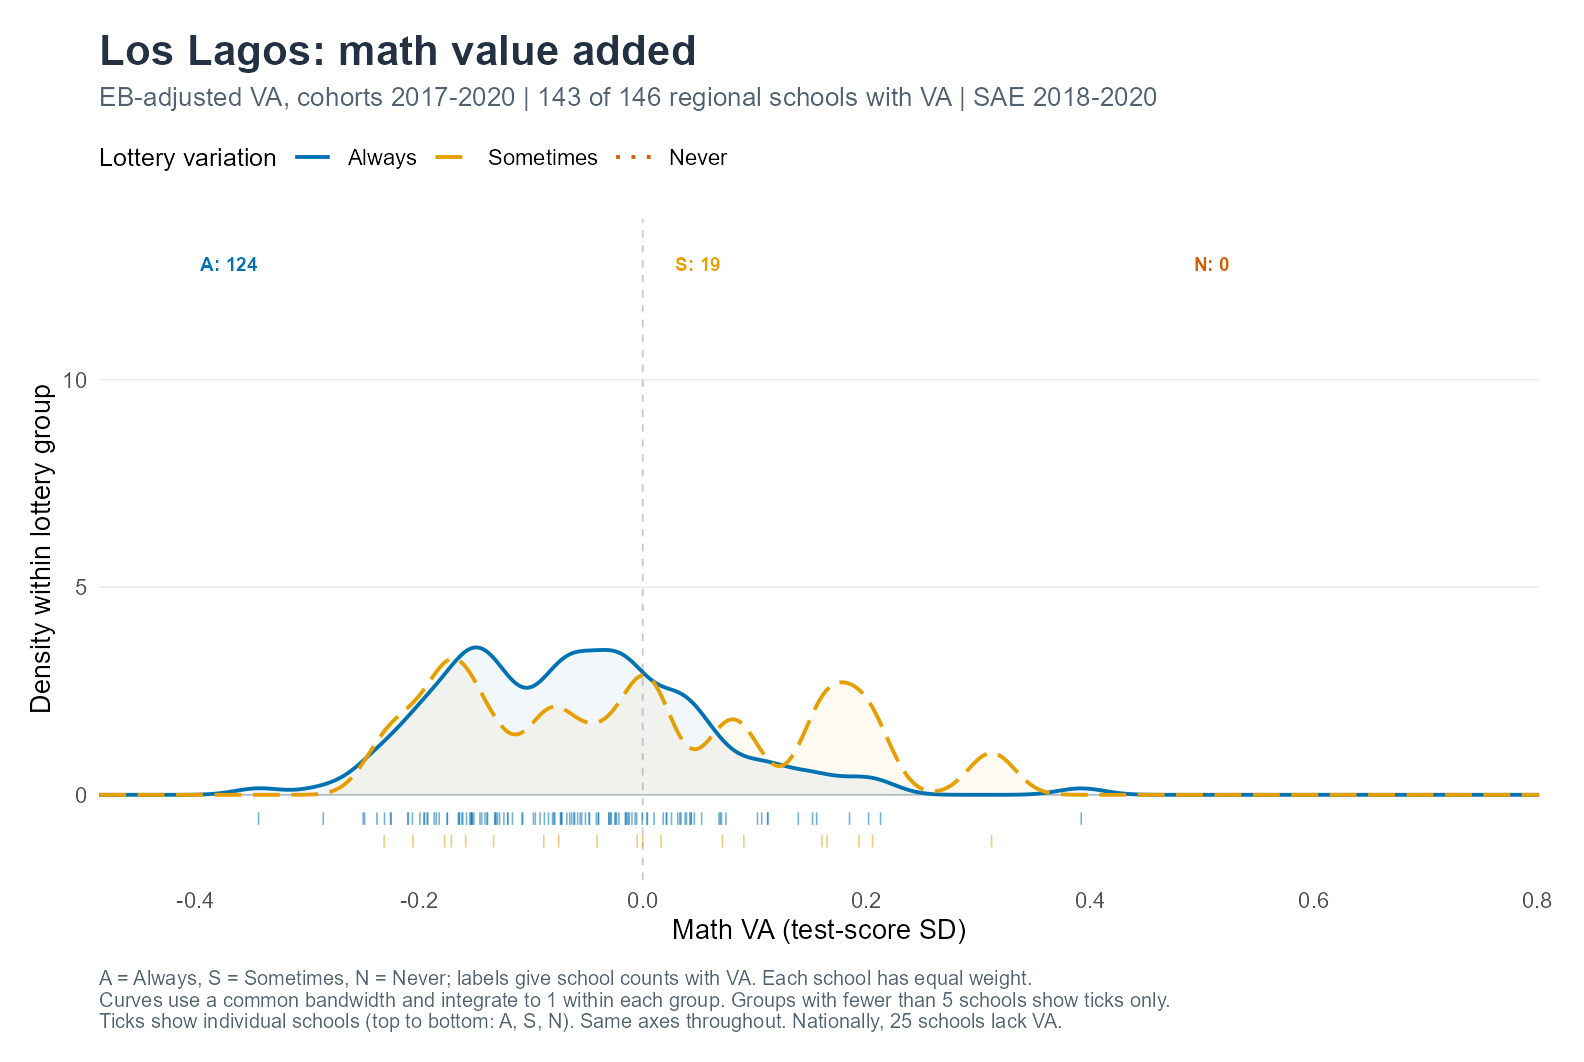 Los Lagos: math value added
EB-adjusted VA, cohorts 2017-2020 | 143 of 146 regional schools with VA | SAE 2018-2020
Lottery variation Always Sometimes Never
A: 124 S: 19 N: 0
Density within lottery group
10
5
0
-0.4 -0.2 0.0 0.2 0.4 0.6 0.8
Math VA (test-score SD)
A = Always, S = Sometimes, N = Never; labels give school counts with VA. Each school has equal weight.
Curves use a common bandwidth and integrate to 1 within each group. Groups with fewer than 5 schools show ticks only.
Ticks show individual schools (top to bottom: A, S, N). Same axes throughout. Nationally, 25 schools lack VA.